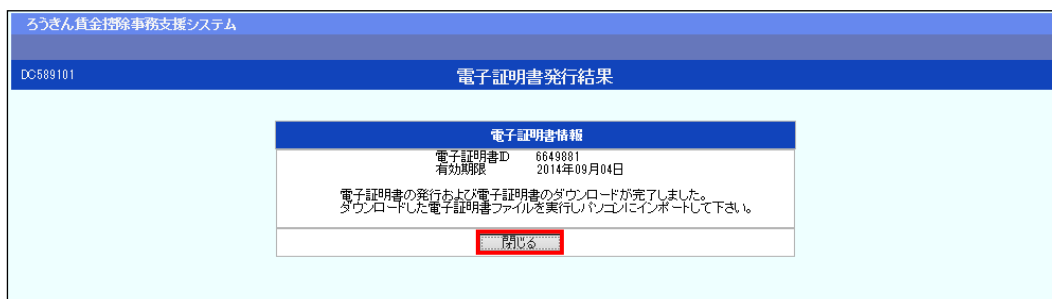 ろうきん賃金控除事務支援システム
DC589101
電子証明書発行結果
電子証明書情報
電子証明書ID 6649881
有効期限 2014年09月04日
電子証明書の発行および電子証明書のダウンロードが完了しました。
ダウンロードした電子証明書ファイルを実行しパソコンにインポートして下さい。
閉じる